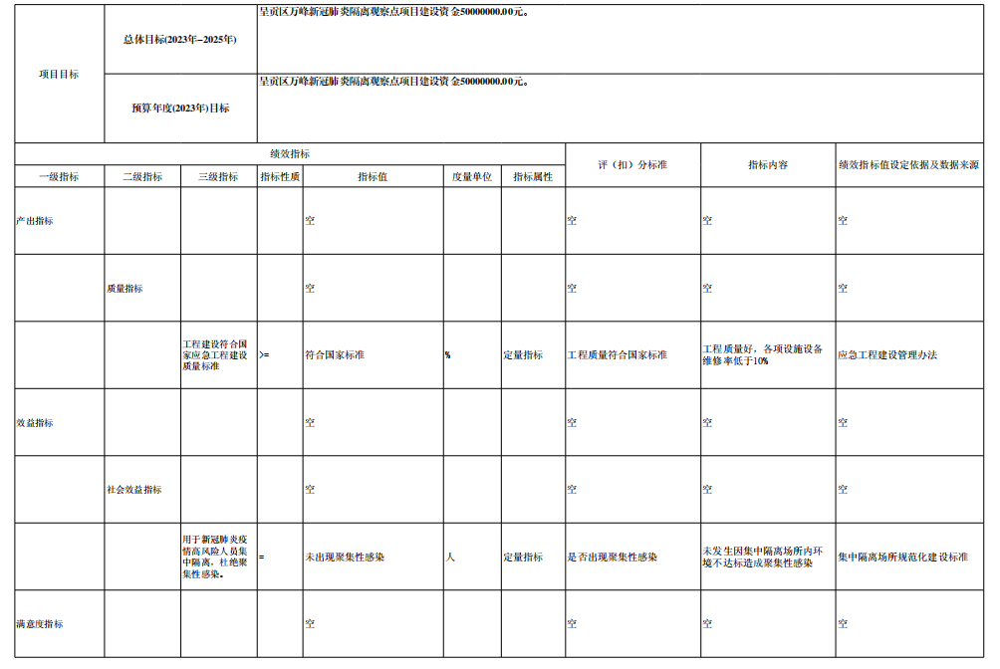 项目目标
总体目标(2023年-2025年)
呈贡区万峰新冠肺炎隔离观察点项目建设资金50000000.00元。
预算年度(2023年)目标
呈贡区万峰新冠肺炎隔离观察点项目建设资金50000000.00元。
绩效指标
评（扣）分标准
指标内容
绩效指标值设定依据及数据来源
一级指标
二级指标
三级指标
指标性质
指标值
度量单位
指标属性
产出指标
空
空
空
空
质量指标
空
空
空
空
工程建设符合国
家应急工程建设
质量标准
>=
符合国家标准
%
定量指标
工程质量符合国家标准
工程质量好，各项设施设备
维修率低于10%
应急工程建设管理办法
效益指标
空
空
空
空
社会效益指标
空
空
空
空
用于新冠肺炎疫
情高风险人员集
中隔离，杜绝聚
集性感染。
=
未出现聚集性感染
人
定量指标
是否出现聚集性感染
未发生因集中隔离场所内环
境不达标造成聚集性感染
集中隔离场所规范化建设标准
满意度指标
空
空
空
空